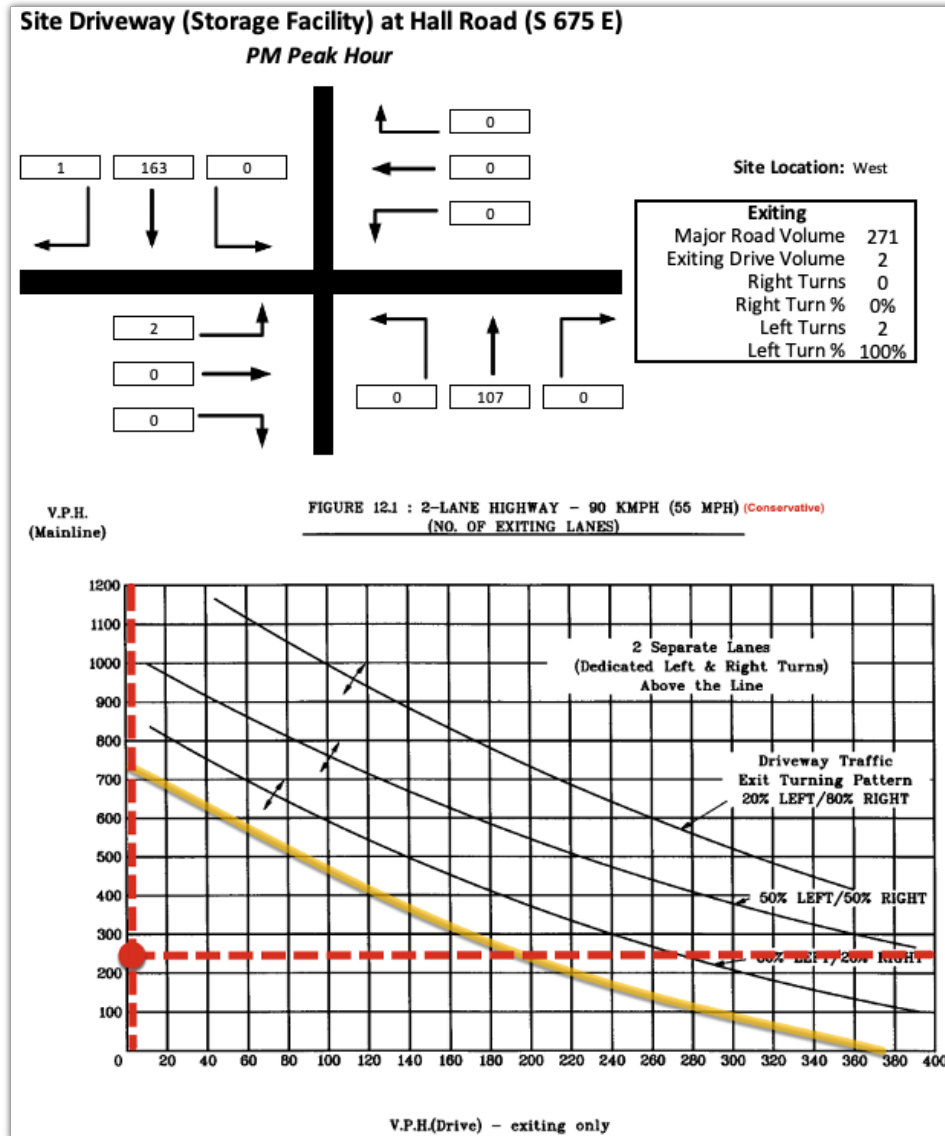 Site Driveway (Storage Facility) at Hall Road (S 675 E)
PM Peak Hour
0
1 163 0
0
Site Location: West
0
Exiting
Major Road Volume 271
Exiting Drive Volume 2
Right Turns 0
Right Turn % 0%
Left Turns 2
Left Turn % 100%
2
0
0 107 0
0
V.P.H.
(Mainline)
FIGURE 12.1 : 2-LANE HIGHWAY - 90 KMPH (55 MPH) (Conservative)
(NO. OF EXITING LANES)
1200
1100
1000
900
800
700
600
500
400
300
200
100
2 Separate Lanes
(Dedicated Left & Right Turns)
Above the Line
Driveway Traffic
Exit Turning Pattern
20% LEFT/80% RIGHT
50% LEFT/50% RIGHT
LEFT/ RIGHT
0 20 40 60 80 100 120 140 160 180 200 220 240 260 280 300 320 340 360 380 400
V.P.H.(Drive) - exiting only